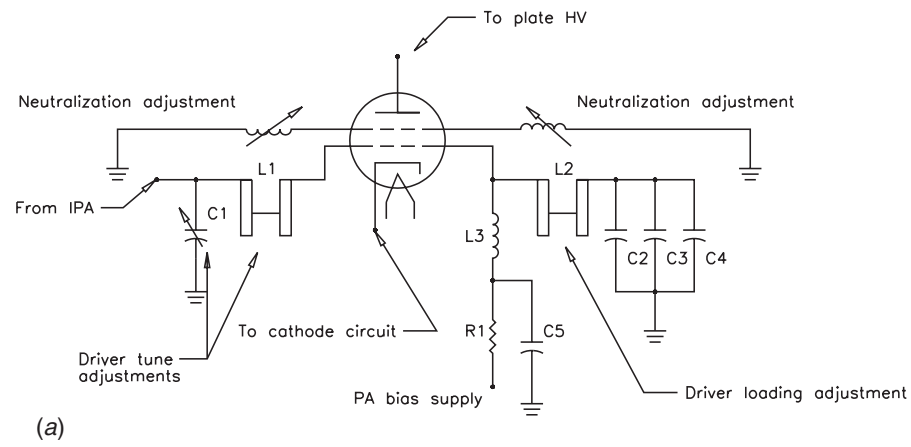 To plate HV
Neutralization adjustment
Neutralization adjustment
L1
L2
From IPA
C1
L3
C2
C3
C4
To cathode circuit
R1
C5
Driver tune
adjustments
PA bias supply
Driver loading adjustment
(a)